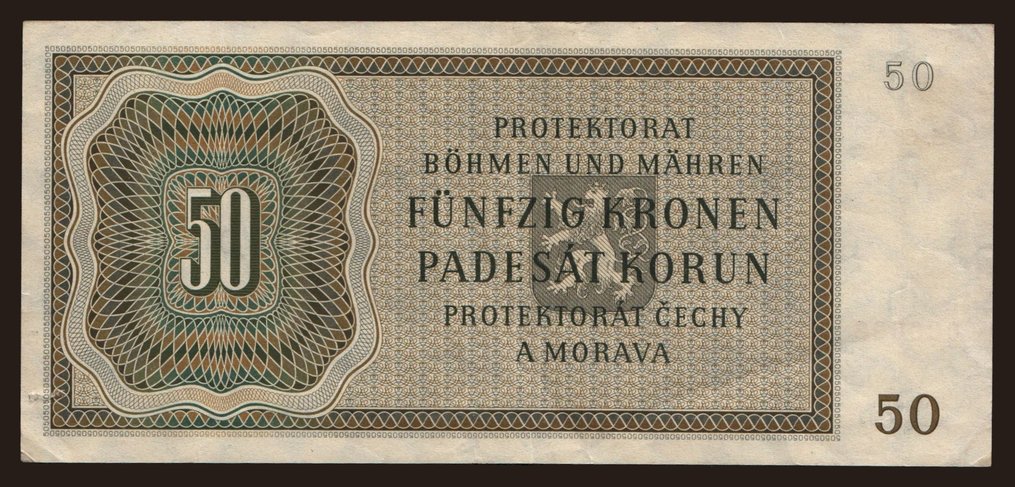 50
PROTEKTORAT
BÖHMEN UND MÄHREN
FÜNFZIG KRONEN
PADESÁT KORUN
PROTEKTORÁT ČECHY
A MORAVA
50
50